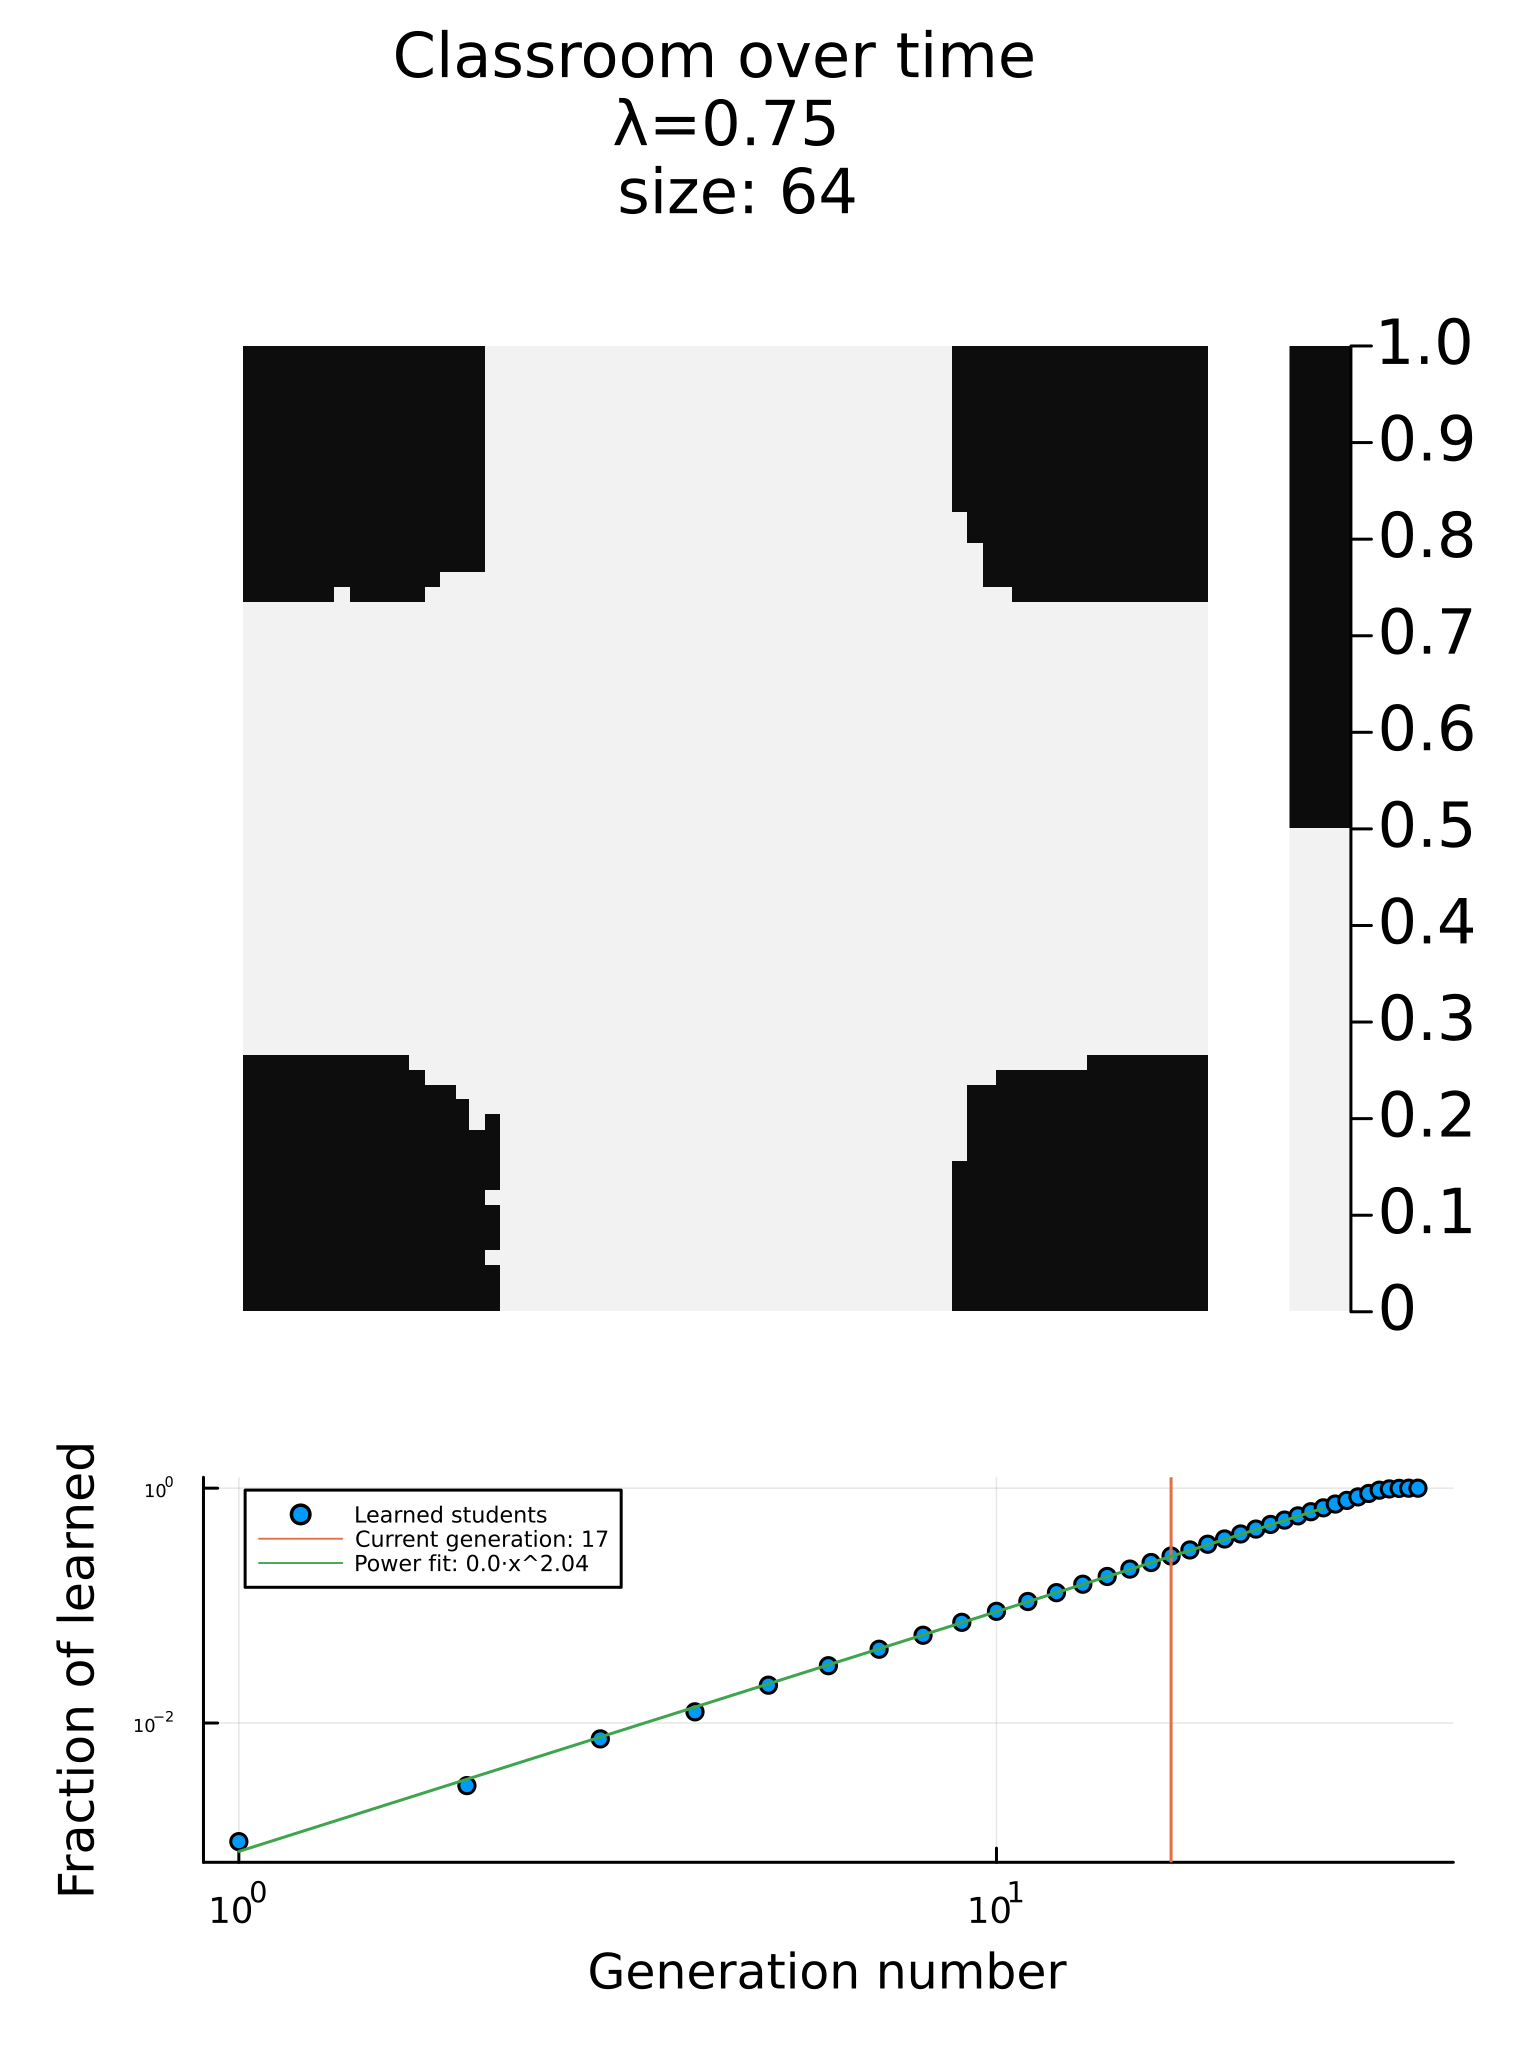 Classroom over time
λ=0.75
size: 64
1.0
0.9
0.8
0.7
0.6
0.5
0.4
0.3
0.2
0.1
0
Fraction of learned
10^0
10^-2
Learned students
Current generation: 17
Power fit: 0.0·x^2.04
10^0
10^1
Generation number